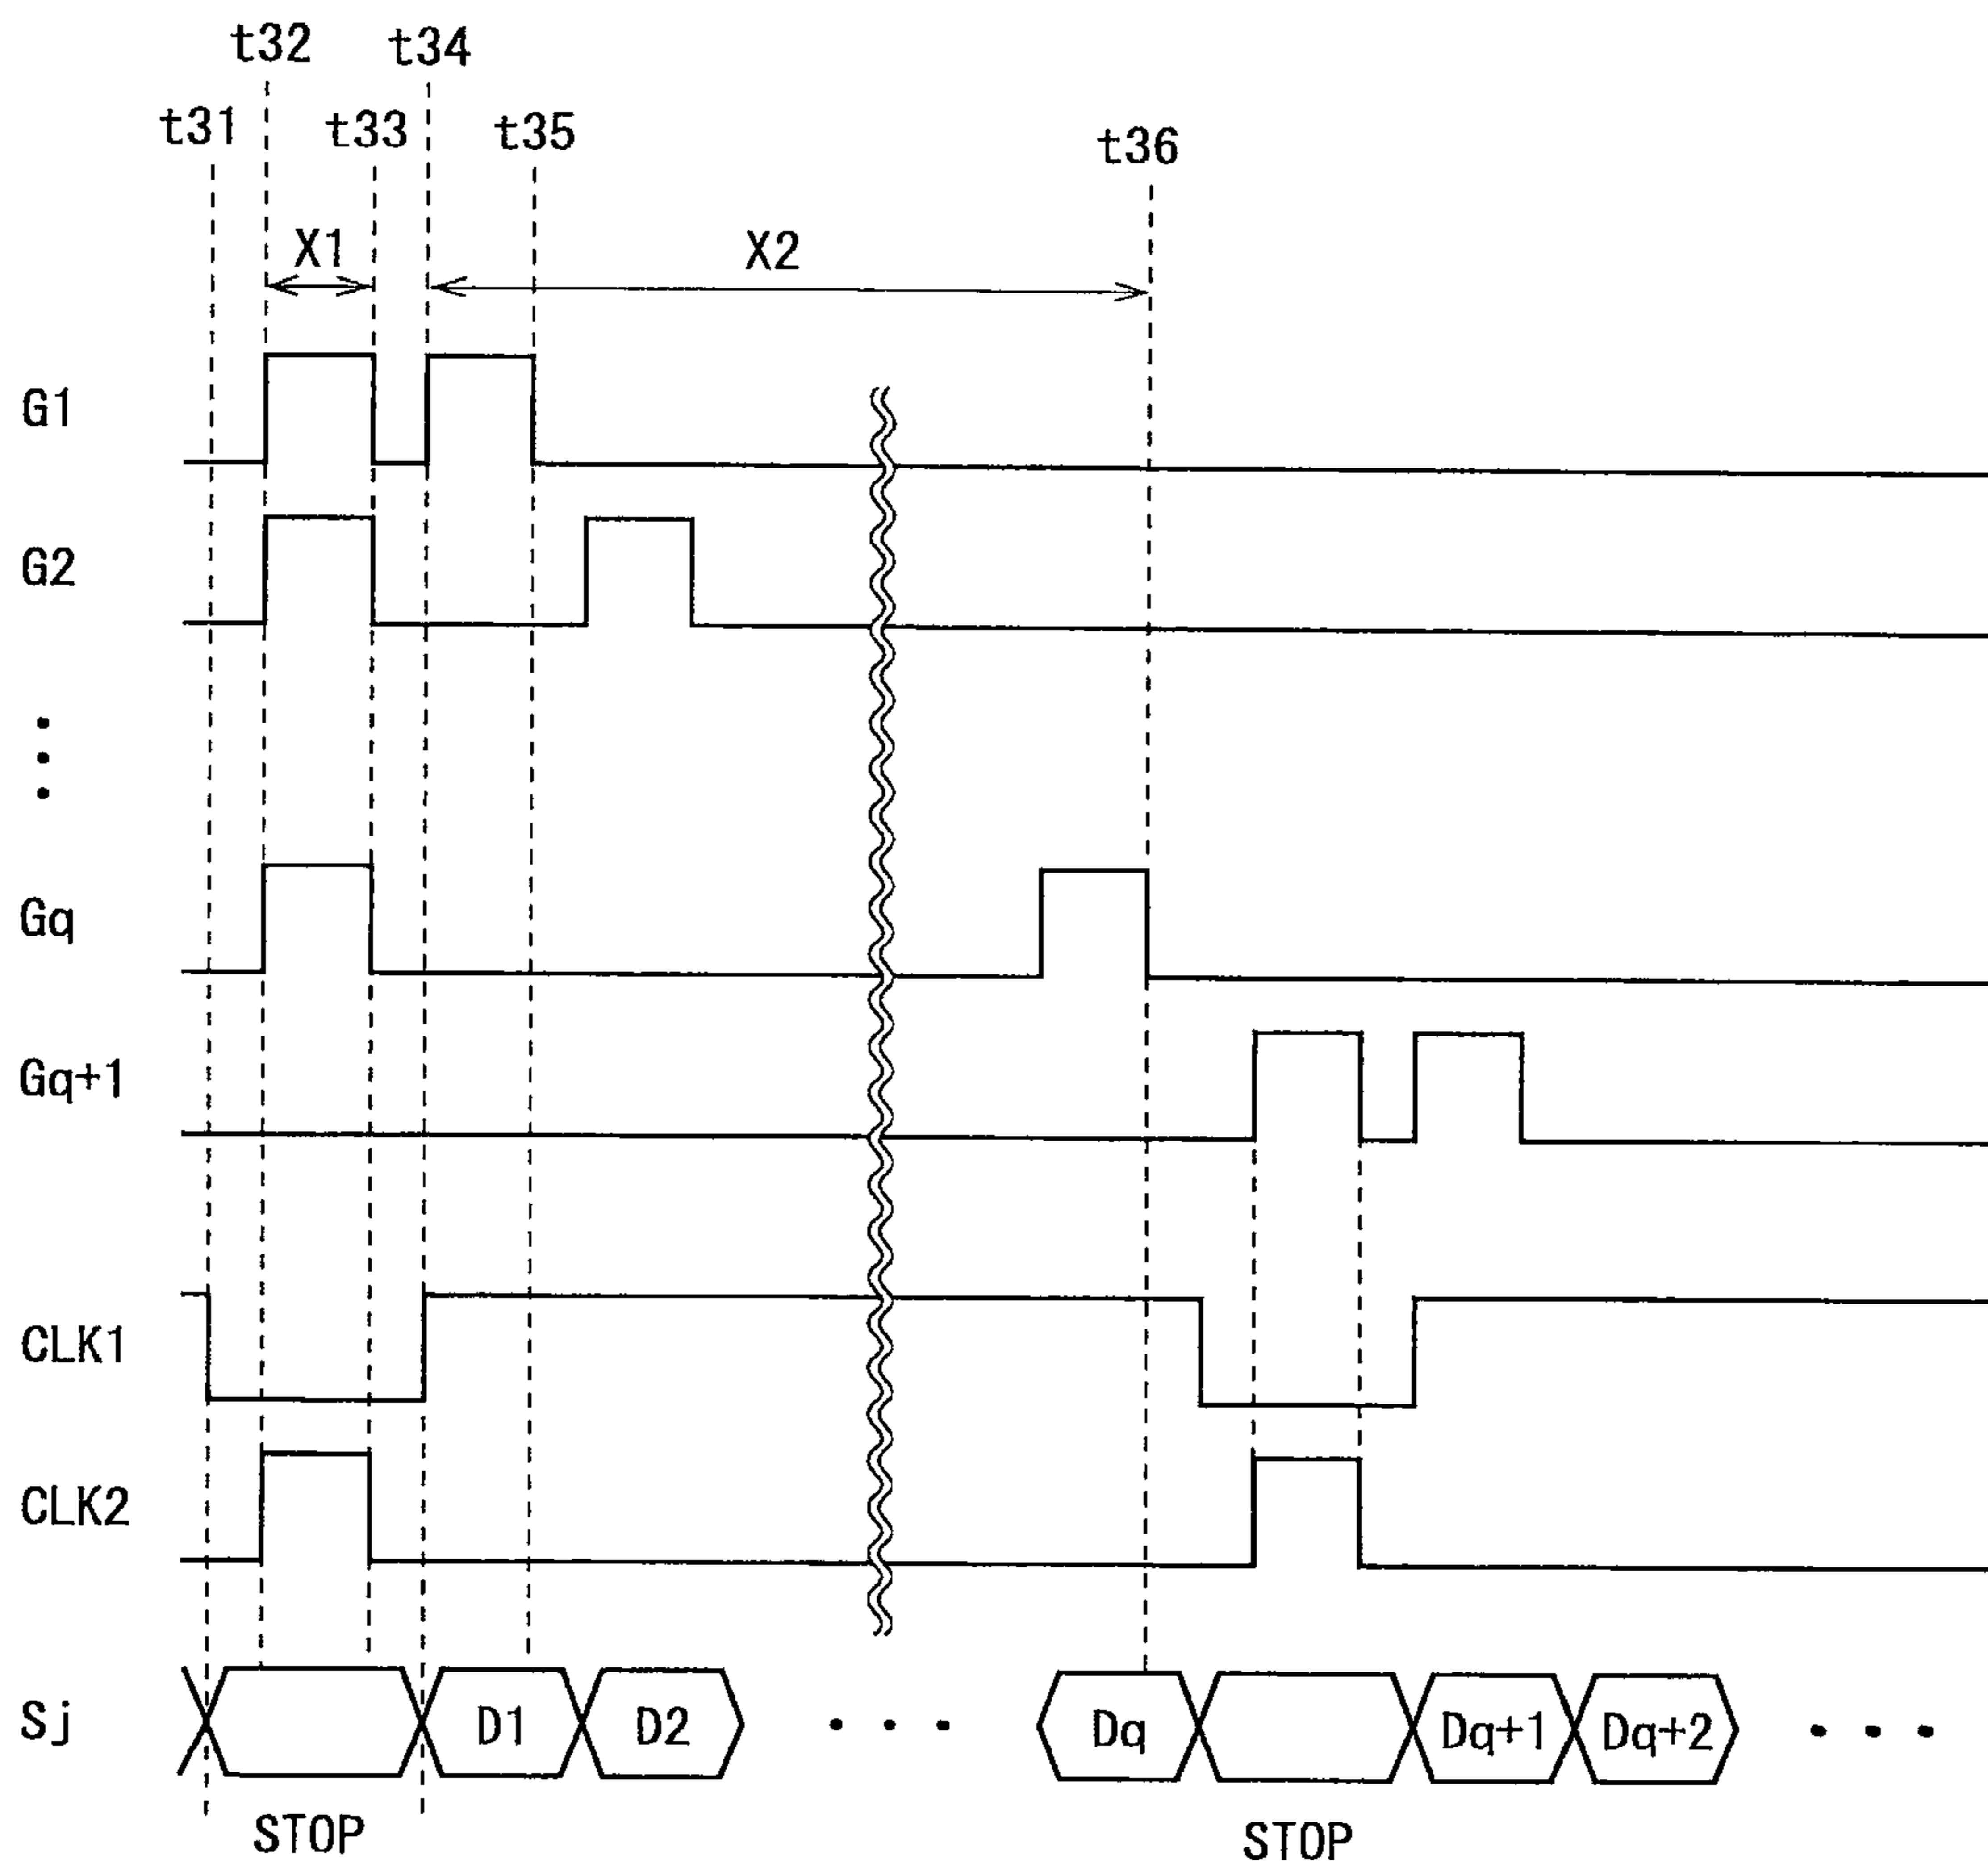 t32 t34
t31 t33 t35 t36
X1 X2
G1
G2
Gq
Gq+1
CLK1
CLK2
Sj D1 D2 Dq Dq+1 Dq+2
STOP STOP